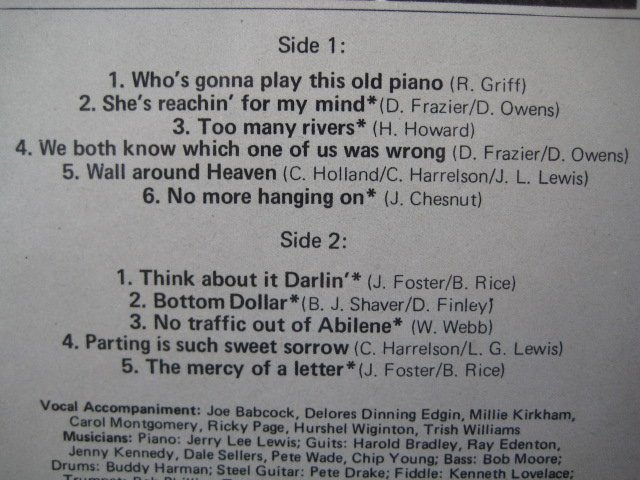 Side 1:
1. Who's gonna play this old piano (R. Griff)
2. She's reachin' for my mind*(D. Frazier/D. Owens)
3. Too many rivers* (H. Howard)
4. We both know which one of us was wrong (D. Frazier/D. Owens)
5. Wall around Heaven (C. Holland/C. Harrelson/J. L. Lewis)
6. No more hanging on* (J. Chesnut)
Side 2:
1. Think about it Darlin'* (J. Foster/B. Rice)
2. Bottom Dollar*(B. J. Shaver/D. Finley)
3. No traffic out of Abilene* (W. Webb)
4. Parting is such sweet sorrow (C. Harrelson/L. G. Lewis)
5. The mercy of a letter*(J. Foster/B. Rice)
Vocal Accompaniment: Joe Babcock, Delores Dinning Edgin, Millie Kirkham,
Carol Montgomery, Ricky Page, Hurshel Wiginton, Trish Williams
Musicians: Piano: Jerry Lee Lewis; Guits: Harold Bradley, Ray Edenton,
Jenny Kennedy, Dale Sellers, Pete Wade, Chip Young; Bass: Bob Moore;
Drums: Buddy Harman; Steel Guitar: Pete Drake; Fiddle: Kenneth Lovelace;